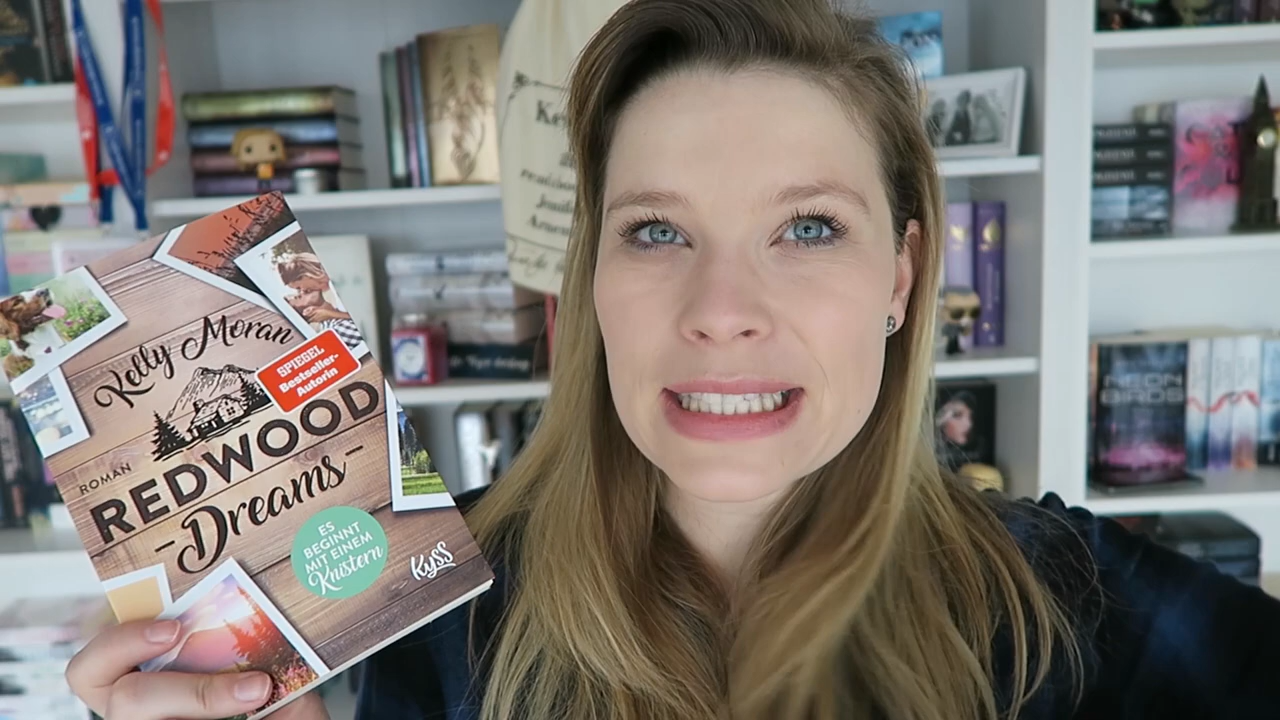 Kelly Moran
SPIEGEL
Bestseller-
Autorin
ROMAN
REDWOOD
-Dreams-
ES
BEGINNT
MIT EINEM
Knistern
KYSS
NEON
BIRDS